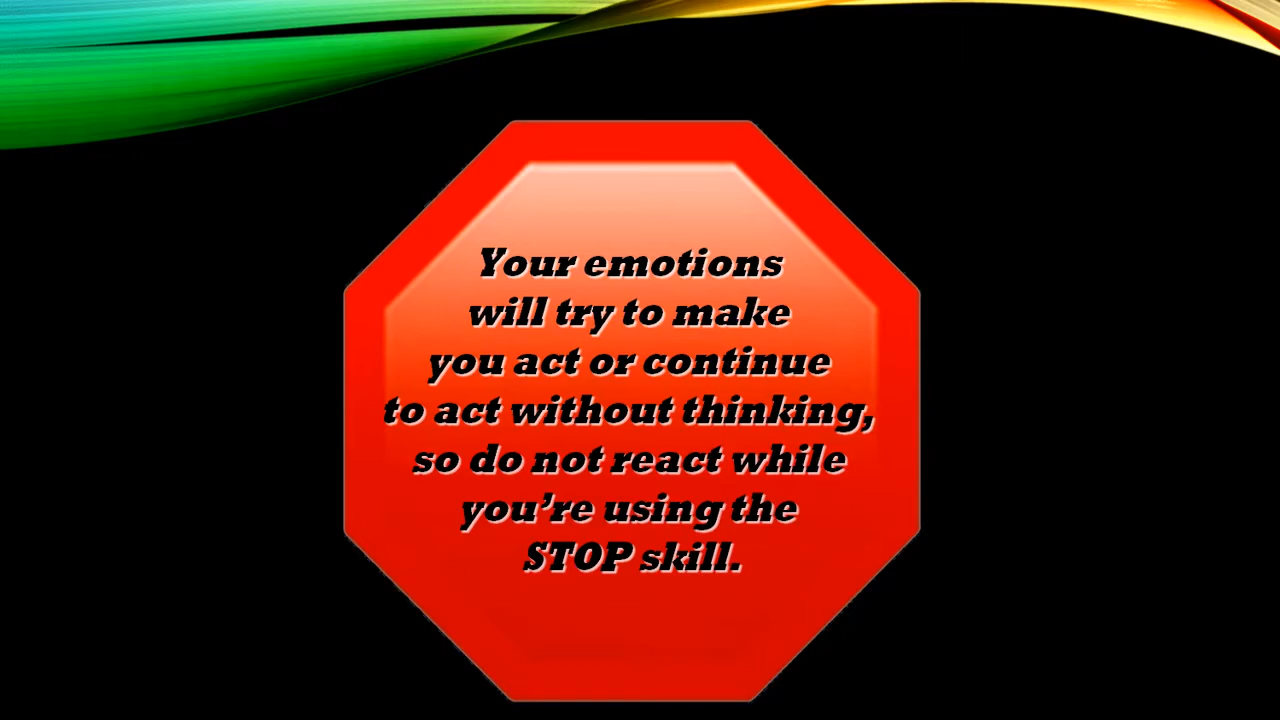 Your emotions
will try to make
you act or continue
to act without thinking,
so do not react while
you’re using the
STOP skill.